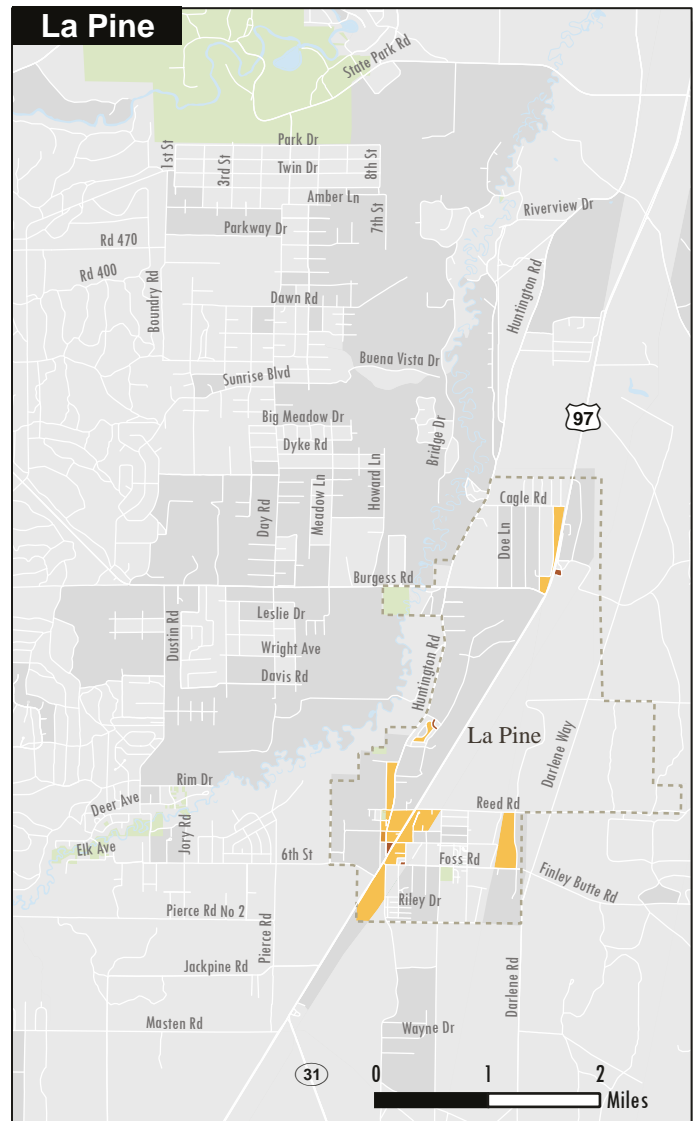 La Pine
State Park Rd
Park Dr
1st St
3rd St
Twin Dr
8th St
Amber Ln
7th St
Parkway Dr
Riverview Dr
Rd 470
Rd 400
Boundry Rd
Huntington Rd
Dawn Rd
Buena Vista Dr
Sunrise Blvd
97
Big Meadow Dr
Bridge Dr
Dyke Rd
Day Rd
Meadow Ln
Howard Ln
Cagle Rd
Doe Ln
Burgess Rd
Leslie Dr
Dustin Rd
Wright Ave
Huntington Rd
Davis Rd
La Pine
Darlene Way
Rim Dr
Deer Ave
Reed Rd
Jory Rd
Elk Ave
6th St
Foss Rd
Finley Butte Rd
Riley Dr
Pierce Rd No 2
Pierce Rd
Jackpine Rd
Darlene Rd
Masten Rd
Wayne Dr
31
0 1 2
Miles